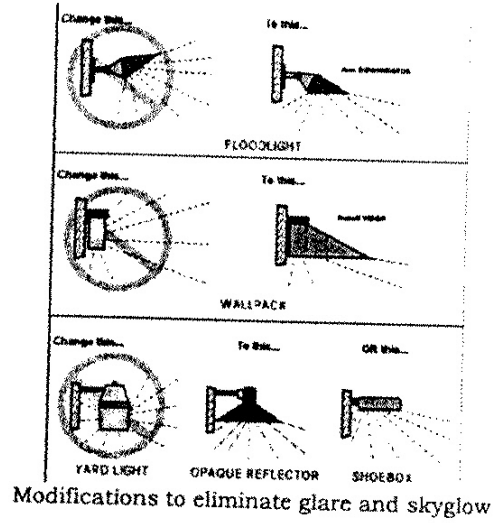 Change this...
To this...
FLOODLIGHT
Change this...
To this...
WALLPACK
Change this...
To this...
OR this...
YARD LIGHT
OPAQUE REFLECTOR
SHOEBOX
Modifications to eliminate glare and skyglow